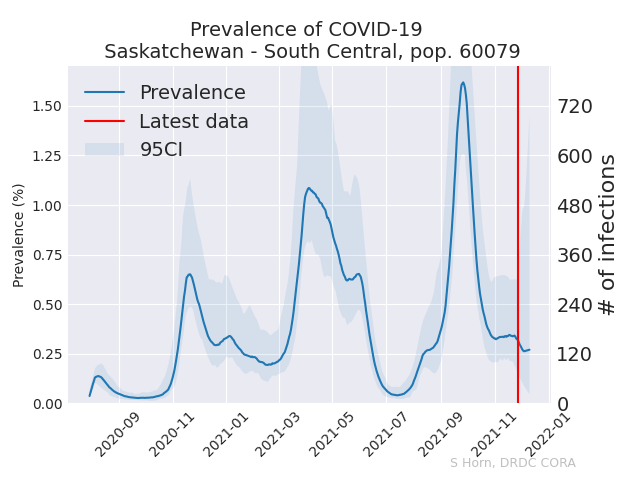 Prevalence of COVID-19
Saskatchewan - South Central, pop. 60079
Prevalence
Latest data
95CI
Prevalence (%)
1.50
1.25
1.00
0.75
0.50
0.25
0.00
720
600
480
360
240
120
0
# of infections
2020-09
2020-11
2021-01
2021-03
2021-05
2021-07
2021-09
2021-11
2022-01
S Horn, DRDC CORA